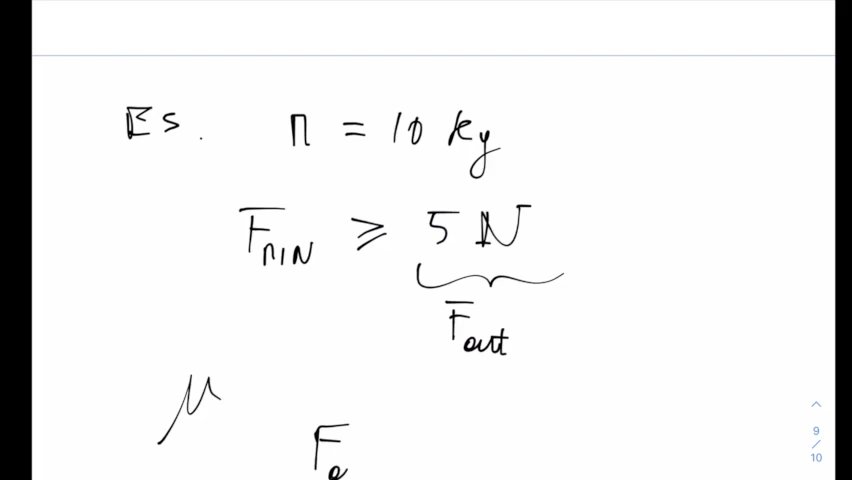 ES. M = 10 kg
F_MIN ≥ 5 N
F_att
μ
F_a
9
/
10